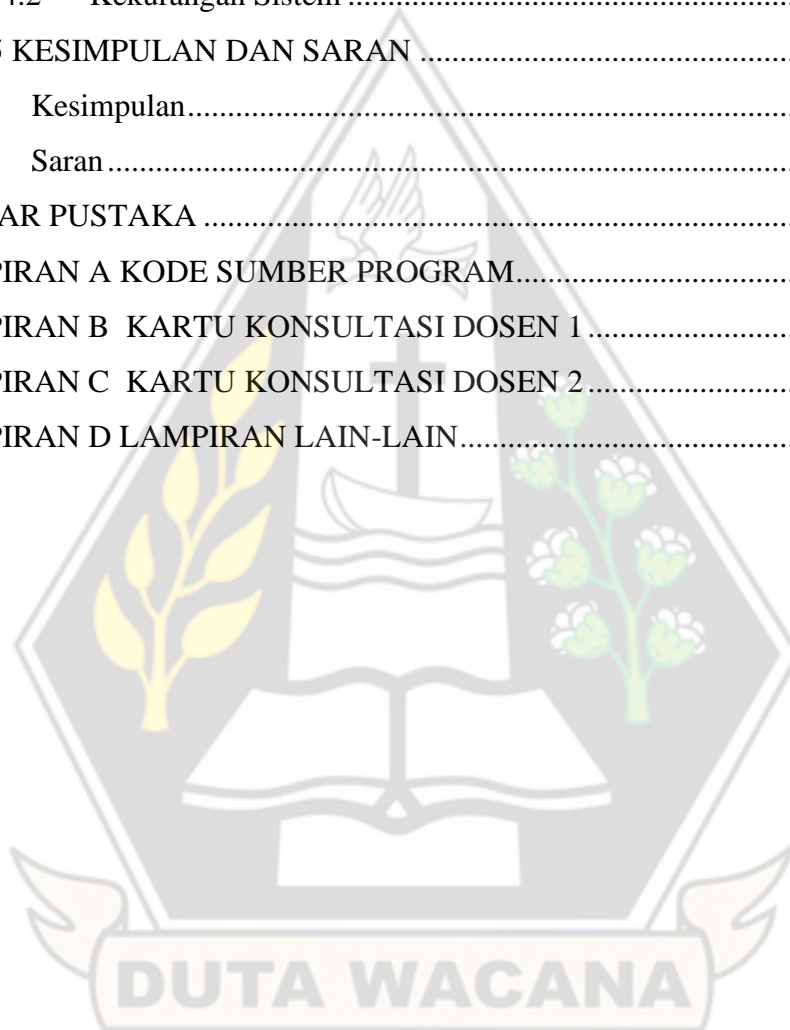 4.2 Kekurangan Sistem ........................................................
KESIMPULAN DAN SARAN ..............................................
Kesimpulan...........................................................................
Saran .....................................................................................
AR PUSTAKA .........................................................................
PIRAN A KODE SUMBER PROGRAM...................................
PIRAN B KARTU KONSULTASI DOSEN 1 ..........................
PIRAN C KARTU KONSULTASI DOSEN 2 ..........................
PIRAN D LAMPIRAN LAIN-LAIN..........................................
DUTA WACANA